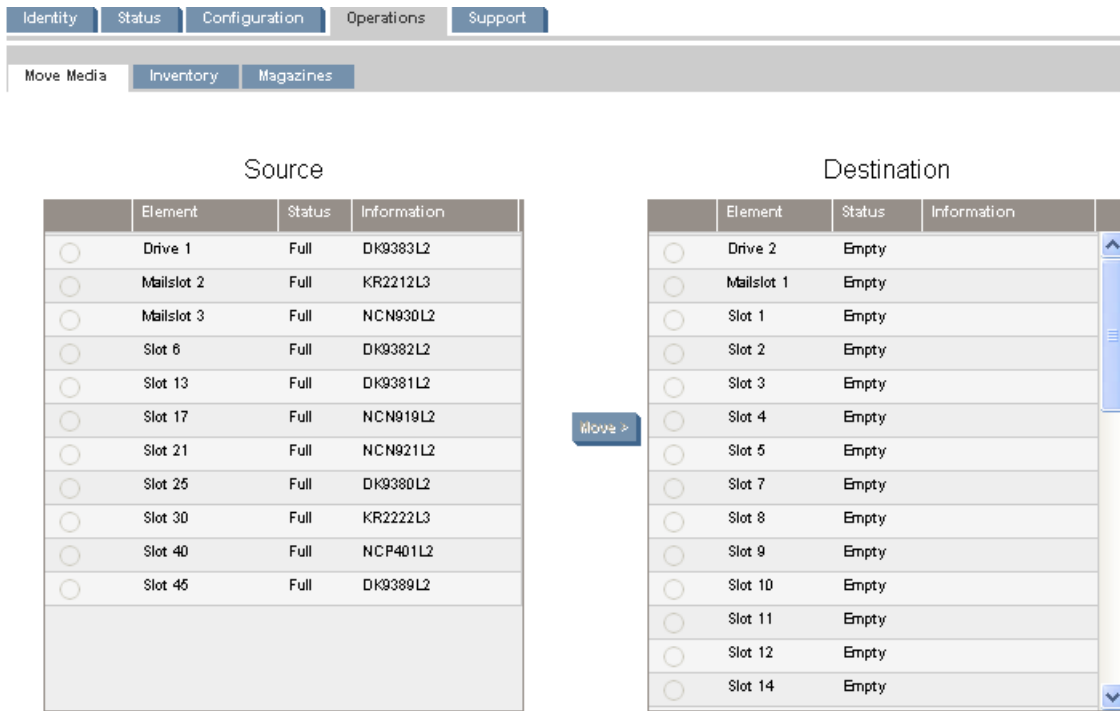 Identity Status Configuration Operations Support
Move Media Inventory Magazines
Source
Element Status Information
Drive 1 Full DK9383L2
Mailslot 2 Full KR2212L3
Mailslot 3 Full NCN930L2
Slot 6 Full DK9382L2
Slot 13 Full DK9381L2
Slot 17 Full NCN919L2
Slot 21 Full NCN921L2
Slot 25 Full DK9380L2
Slot 30 Full KR2222L3
Slot 40 Full NCP401L2
Slot 45 Full DK9389L2
Move >
Destination
Element Status Information
Drive 2 Empty
Mailslot 1 Empty
Slot 1 Empty
Slot 2 Empty
Slot 3 Empty
Slot 4 Empty
Slot 5 Empty
Slot 7 Empty
Slot 8 Empty
Slot 9 Empty
Slot 10 Empty
Slot 11 Empty
Slot 12 Empty
Slot 14 Empty